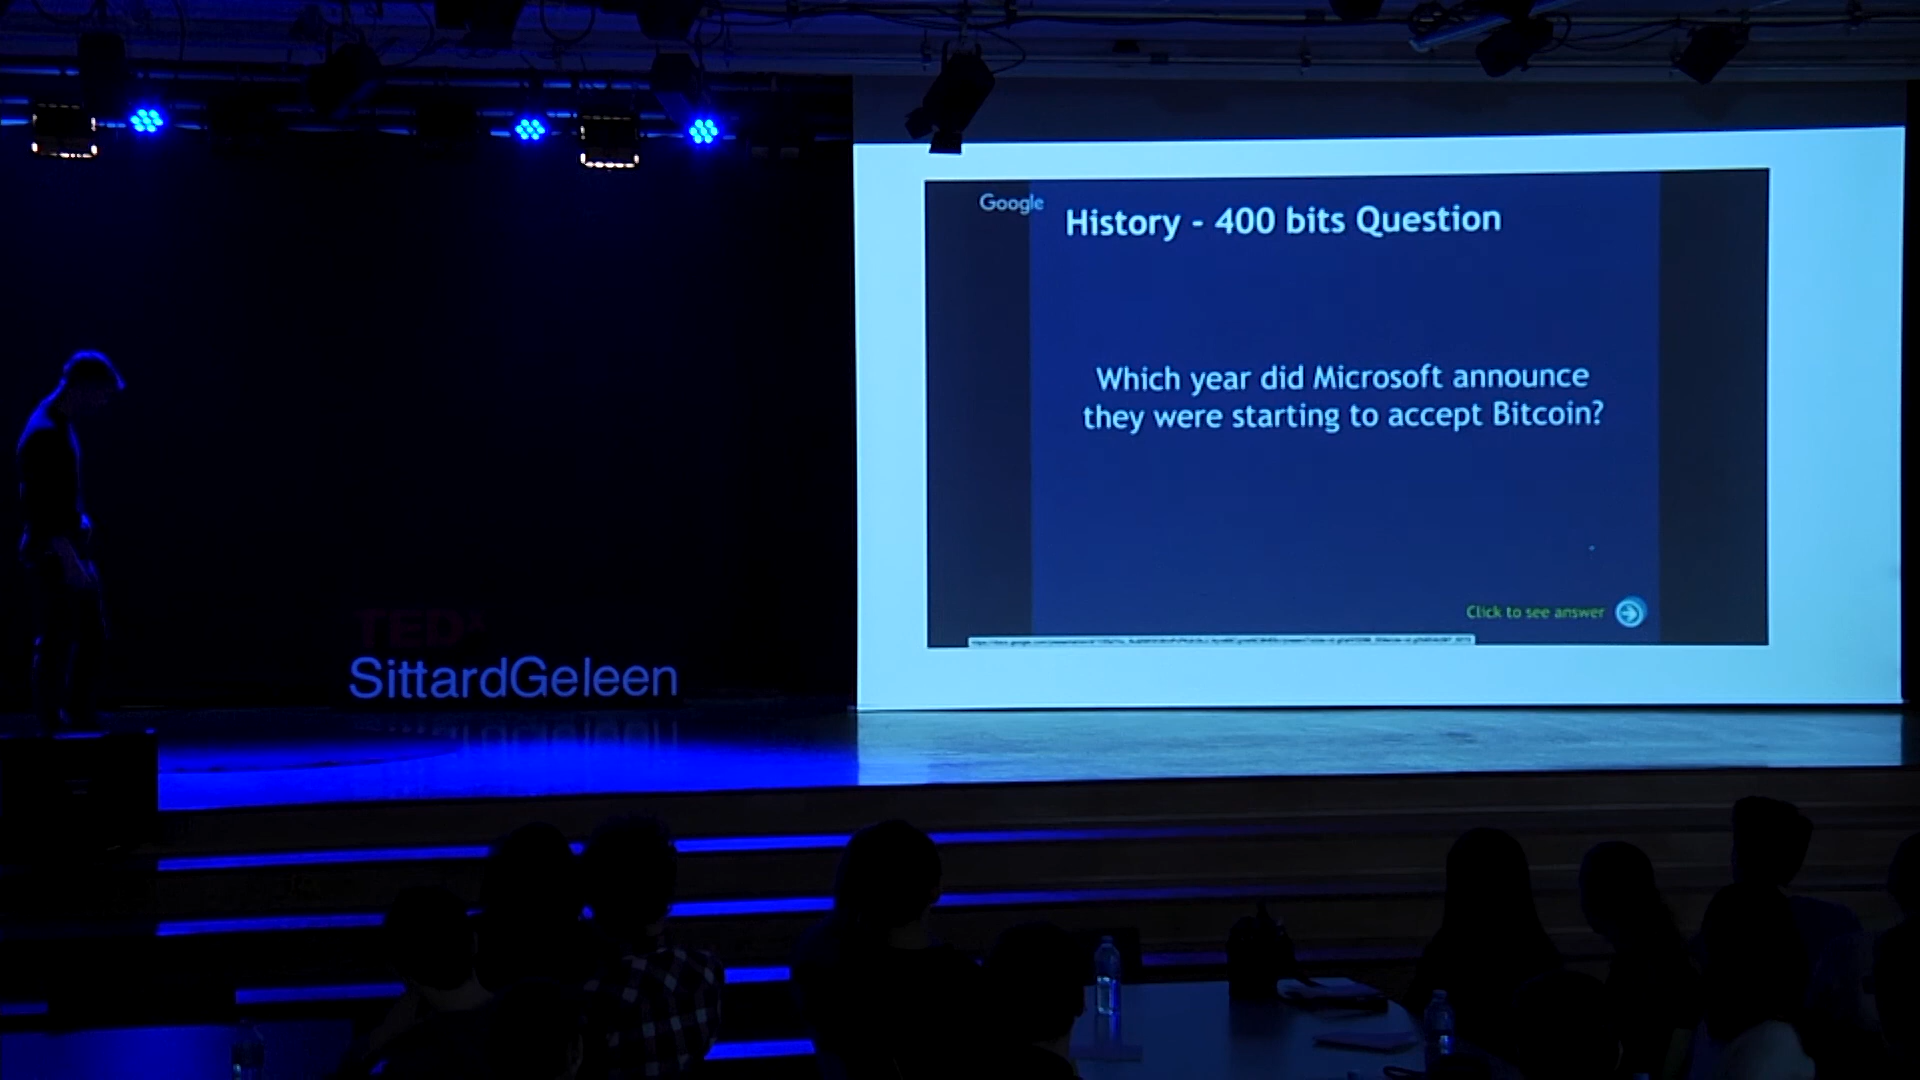 Google
History - 400 bits Question
Which year did Microsoft announce
they were starting to accept Bitcoin?
Click to see answer
TEDx
SittardGeleen